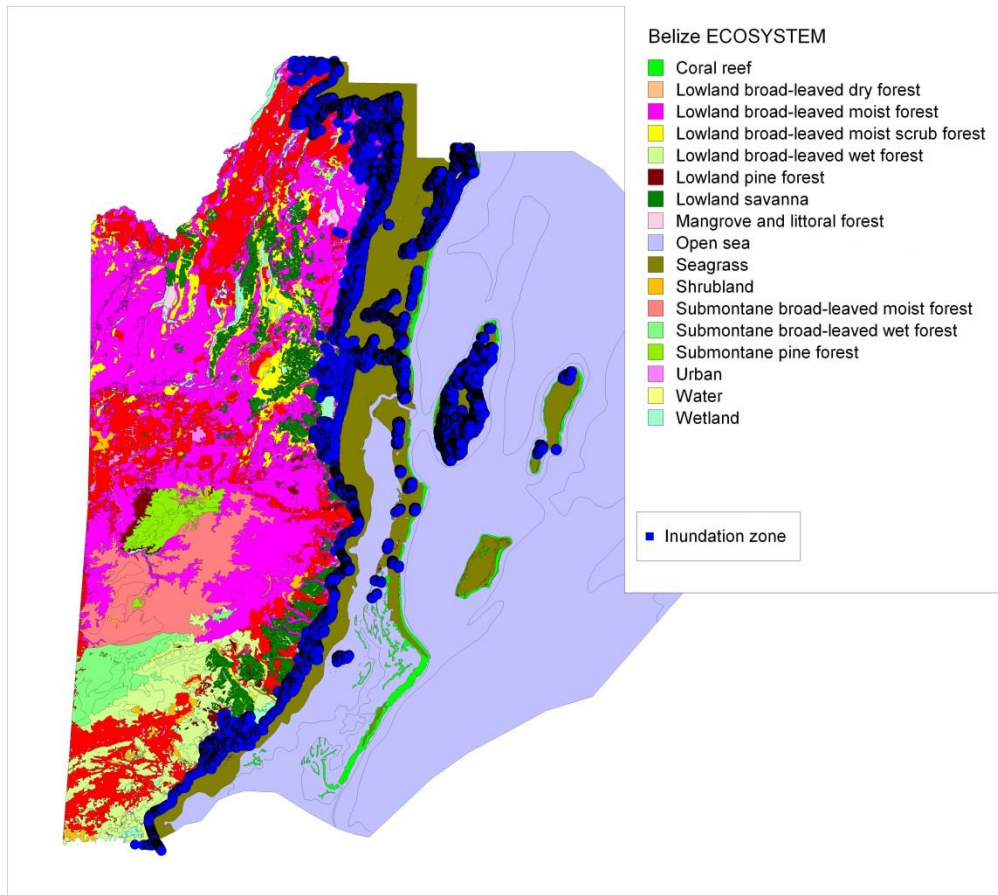 Belize ECOSYSTEM
Coral reef
Lowland broad-leaved dry forest
Lowland broad-leaved moist forest
Lowland broad-leaved moist scrub forest
Lowland broad-leaved wet forest
Lowland pine forest
Lowland savanna
Mangrove and littoral forest
Open sea
Seagrass
Shrubland
Submontane broad-leaved moist forest
Submontane broad-leaved wet forest
Submontane pine forest
Urban
Water
Wetland
Inundation zone